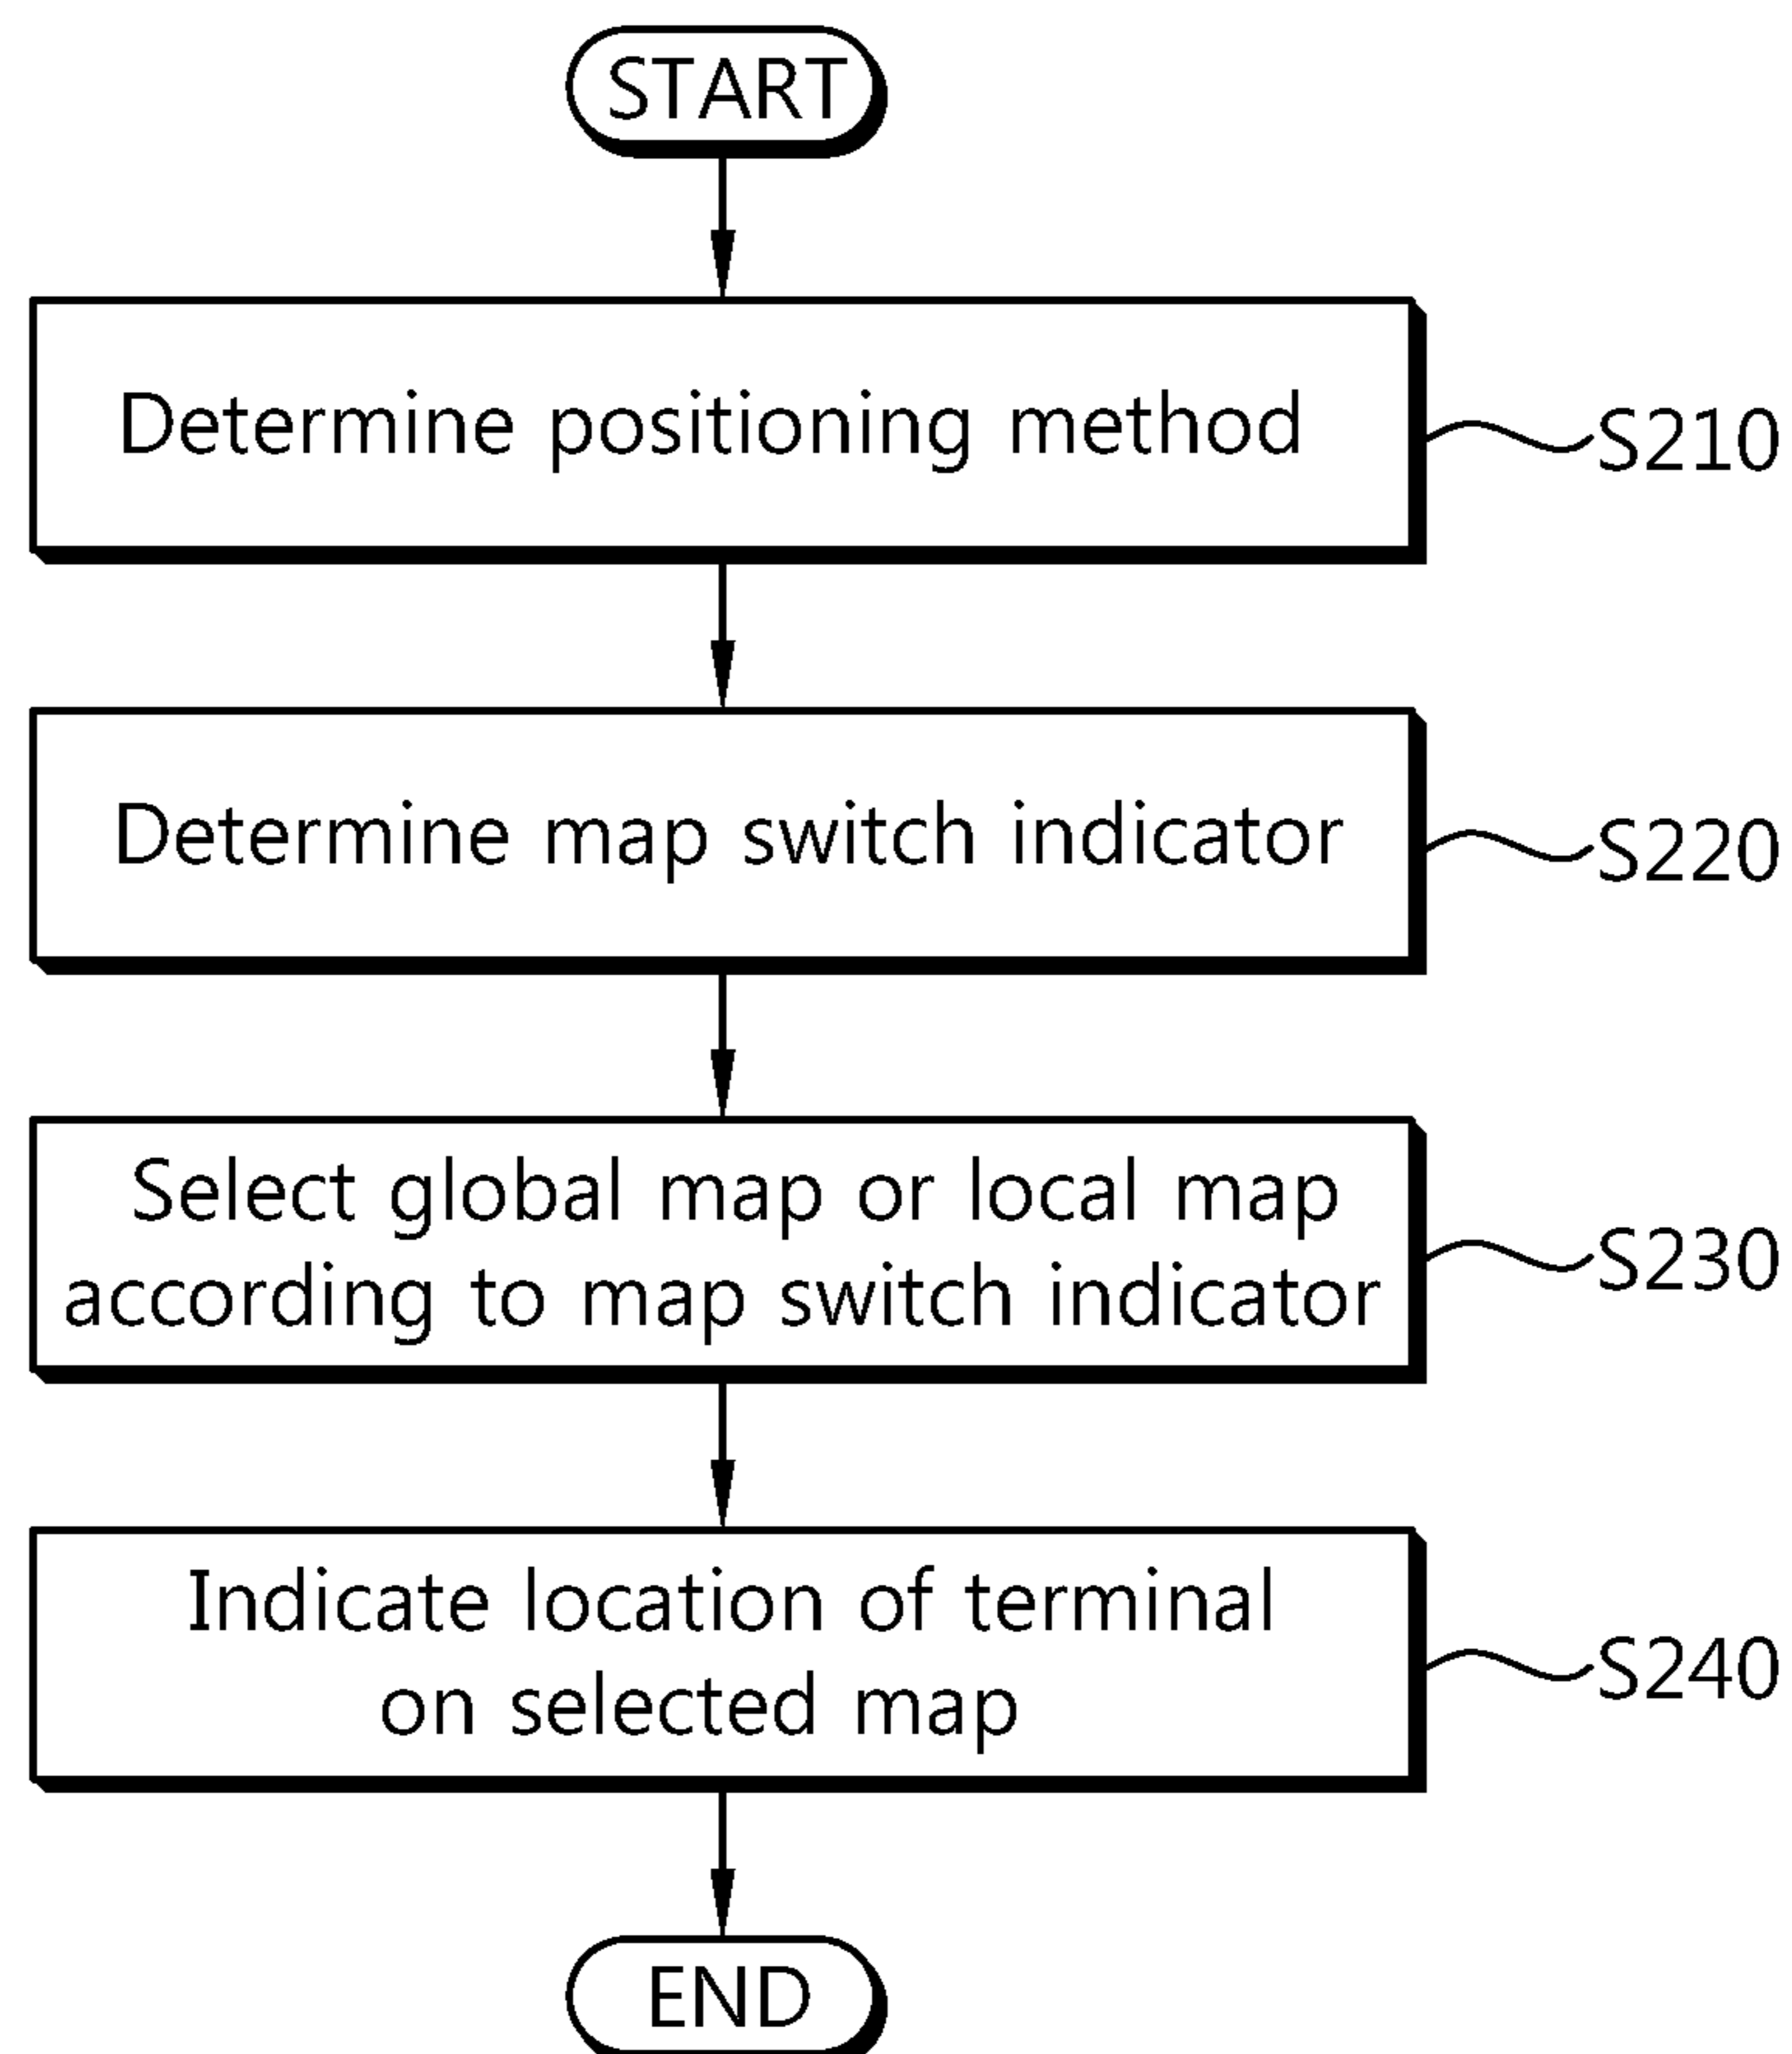 START
Determine positioning method
S210
Determine map switch indicator
S220
Select global map or local map
according to map switch indicator
S230
Indicate location of terminal
on selected map
S240
END